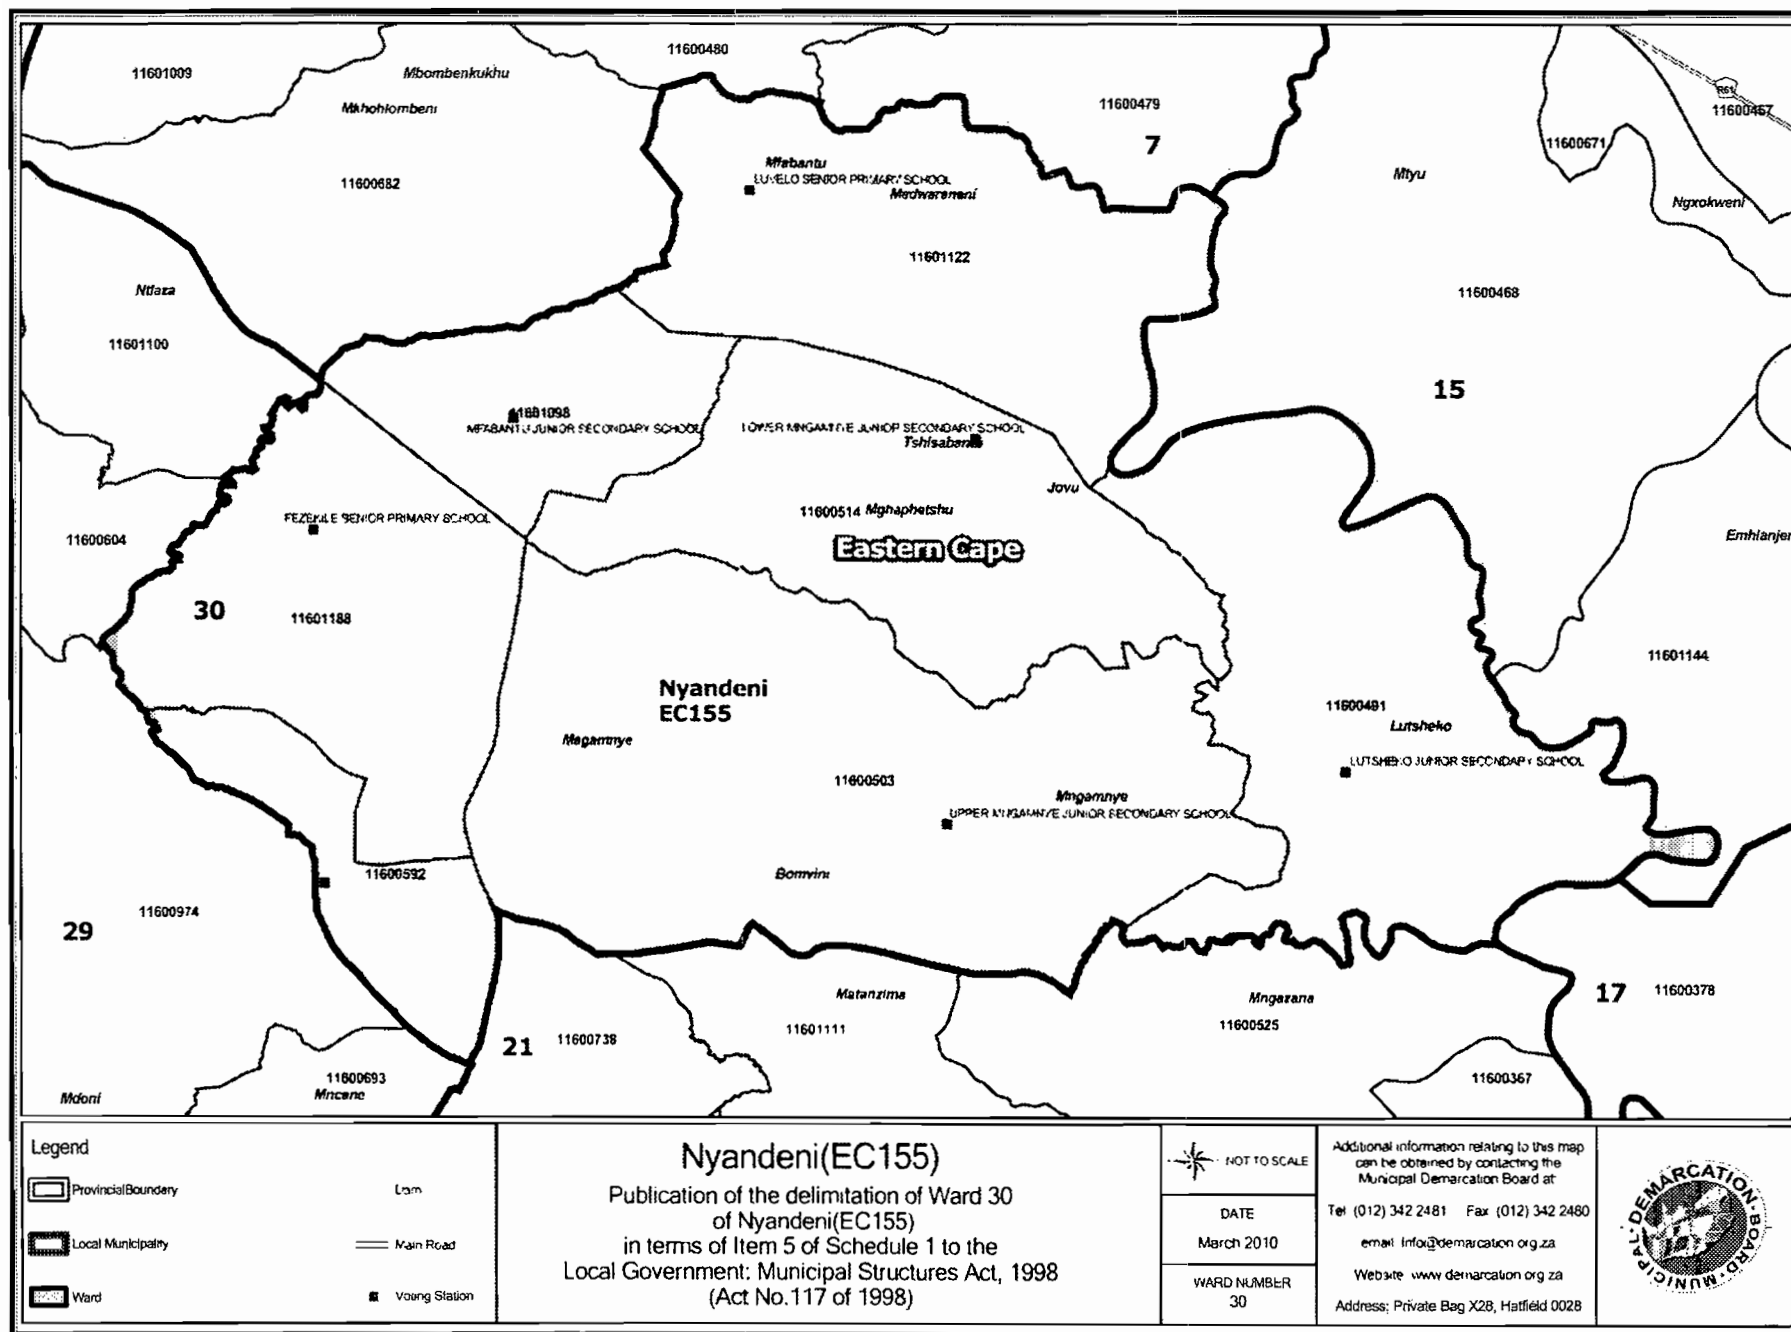 11600480
11601009
Mbombenkukhu
Mkhohlombeni
11600479
7
R61
11600467
11600671
Mfabantu
LUVELO SENIOR PRIMARY SCHOOL
Medwaraneni
11600682
Mtyu
Ngxokweni
11601122
Ntlaza
11600468
11601100
15
11601098
MFABANTU JUNIOR SECONDARY SCHOOL
LOWER MNGAMNYE JUNIOR SECONDARY SCHOOL
Jovu
FEZEKILE SENIOR PRIMARY SCHOOL
11600514 Mghaphetshu
11600604
Eastern Cape
30
11601188
11601144
Nyandeni
EC155
11600491
Lutsheko
Magamnye
LUTSHEKO JUNIOR SECONDARY SCHOOL
11600503
Mngamnye
UPPER MNGAMNYE JUNIOR SECONDARY SCHOOL
11600592
Bomvini
11600974
29
Matanzima
Mngazana
17
11600378
11600525
11601111
21
11600738
11600693
Mncane
Mdoni
11600367
Legend
Provincial Boundary
Local Municipality
Main Road
Ward
Voting Station
Nyandeni(EC155)
Publication of the delimitation of Ward 30
of Nyandeni(EC155)
in terms of Item 5 of Schedule 1 to the
Local Government: Municipal Structures Act, 1998
(Act No.117 of 1998)
NOT TO SCALE
DATE
March 2010
WARD NUMBER
30
Additional information relating to this map
can be obtained by contacting the
Municipal Demarcation Board at
Tel (012) 342 2481 Fax (012) 342 2480
email info@demarcation.org.za
Website www demarcation org za
Address: Private Bag X28, Hatfield 0028
MUNICIPAL DEMARCATION BOARD